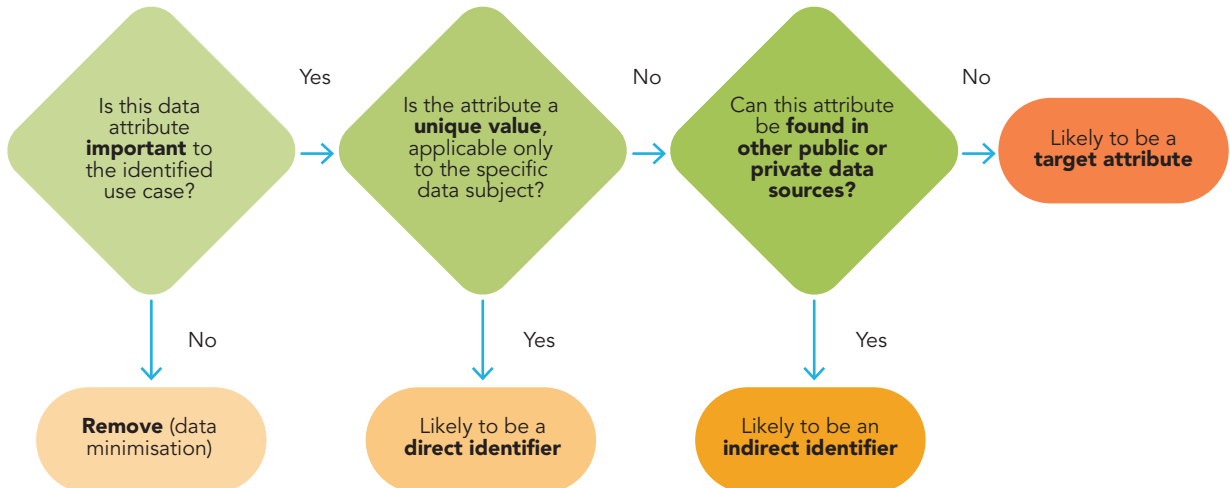 Is this data
attribute
important to
the identified
use case?
Yes
Is the attribute a
unique value,
applicable only
to the specific
data subject?
No
Can this attribute
be found in
other public or
private data
sources?
No
Likely to be a
target attribute
No
Yes
Yes
Remove (data
minimisation)
Likely to be a
direct identifier
Likely to be an
indirect identifier